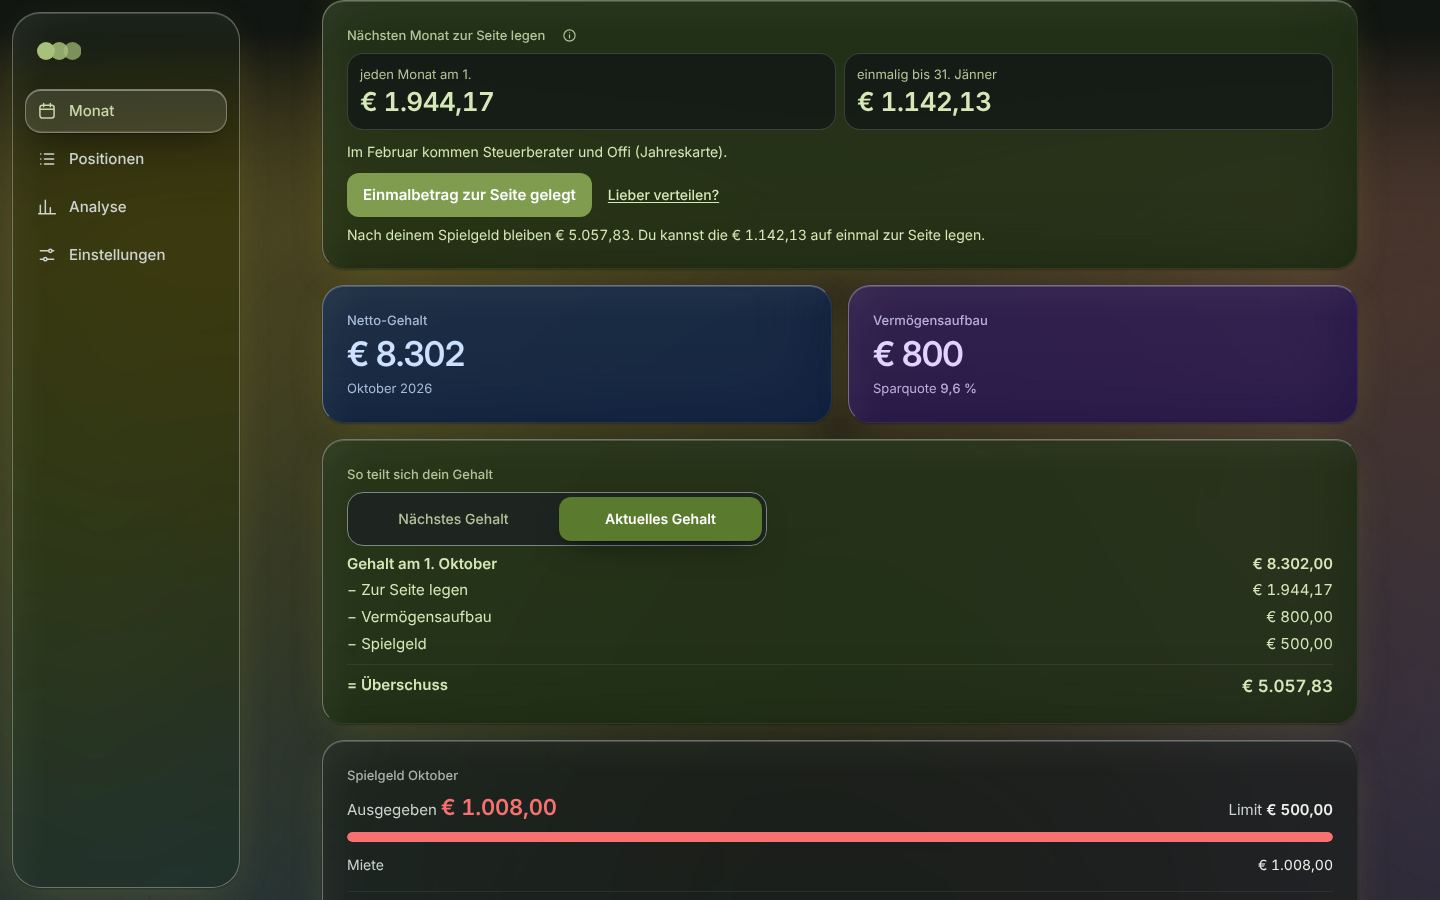 Monat
Positionen
Analyse
Einstellungen
Nächsten Monat zur Seite legen
jeden Monat am 1.
€ 1.944,17
einmalig bis 31. Jänner
€ 1.142,13
Im Februar kommen Steuerberater und Offi (Jahreskarte).
Einmalbetrag zur Seite gelegt
Lieber verteilen?
Nach deinem Spielgeld bleiben € 5.057,83. Du kannst die € 1.142,13 auf einmal zur Seite legen.
Netto-Gehalt
€ 8.302
Oktober 2026
Vermögensaufbau
€ 800
Sparquote 9,6 %
So teilt sich dein Gehalt
Nächstes Gehalt
Aktuelles Gehalt
Gehalt am 1. Oktober € 8.302,00
– Zur Seite legen € 1.944,17
– Vermögensaufbau € 800,00
– Spielgeld € 500,00
= Überschuss € 5.057,83
Spielgeld Oktober
Ausgegeben € 1.008,00 Limit € 500,00
Miete € 1.008,00